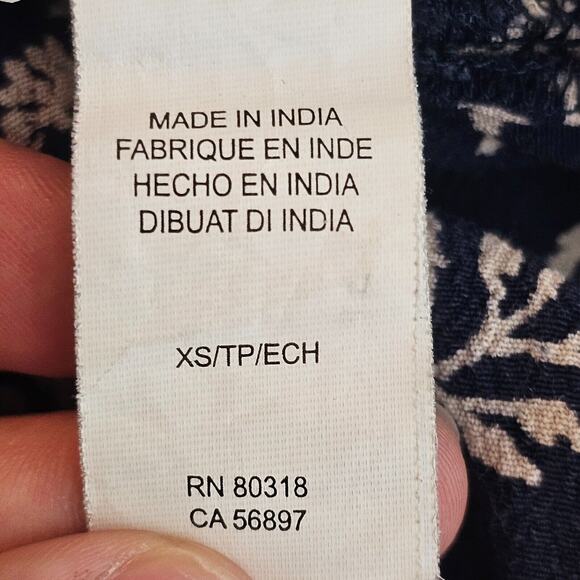 MADE IN INDIA
FABRIQUE EN INDE
HECHO EN INDIA
DIBUAT DI INDIA
XS/TP/ECH
RN 80318
CA 56897